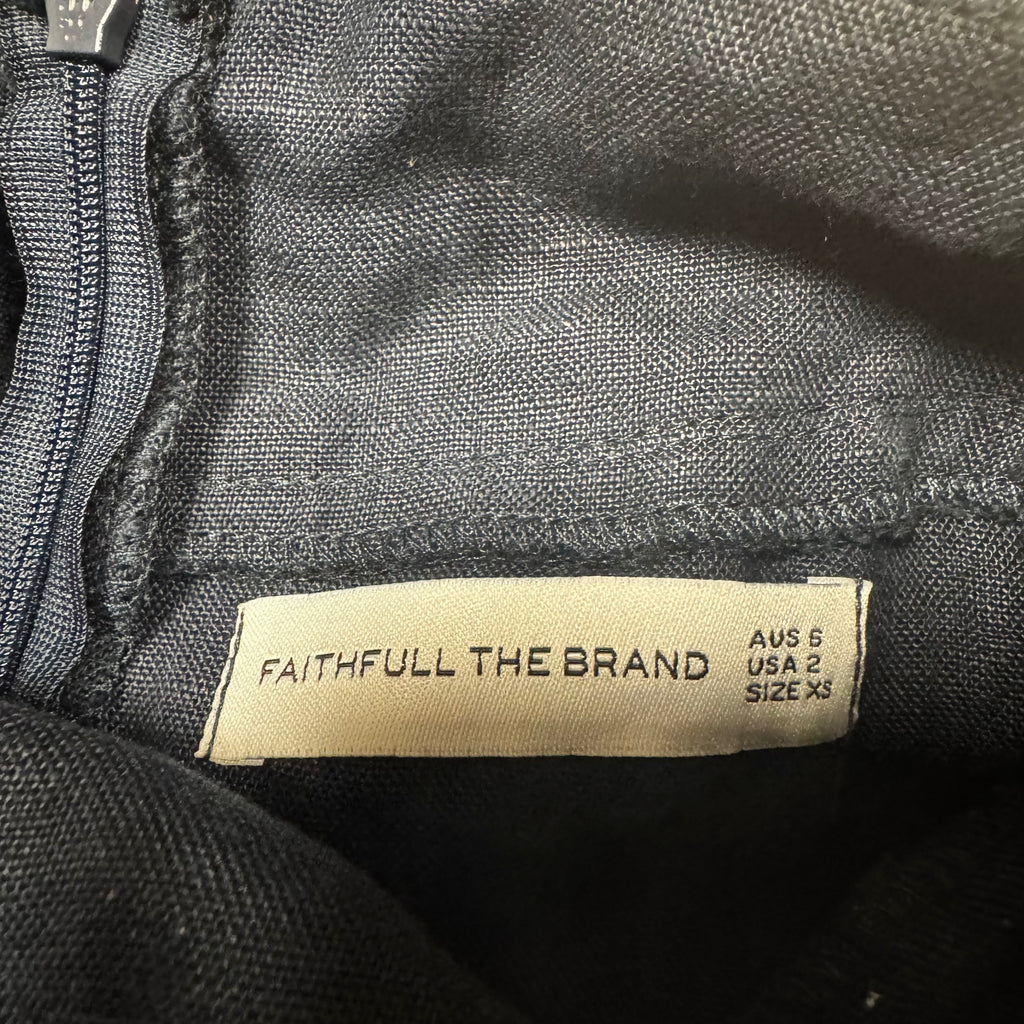 FAITHFULL THE BRAND
AUS 6
USA 2
SIZE XS